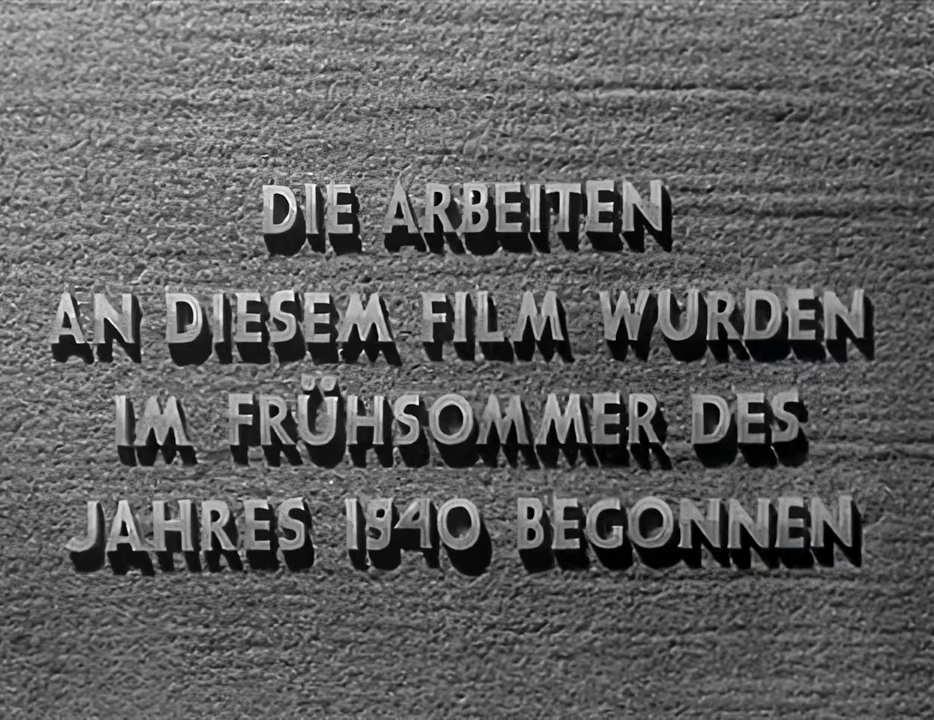 DIE ARBEITEN
AN DIESEM FILM WURDEN
IM FRÜHSOMMER DES
JAHRES 1940 BEGONNEN